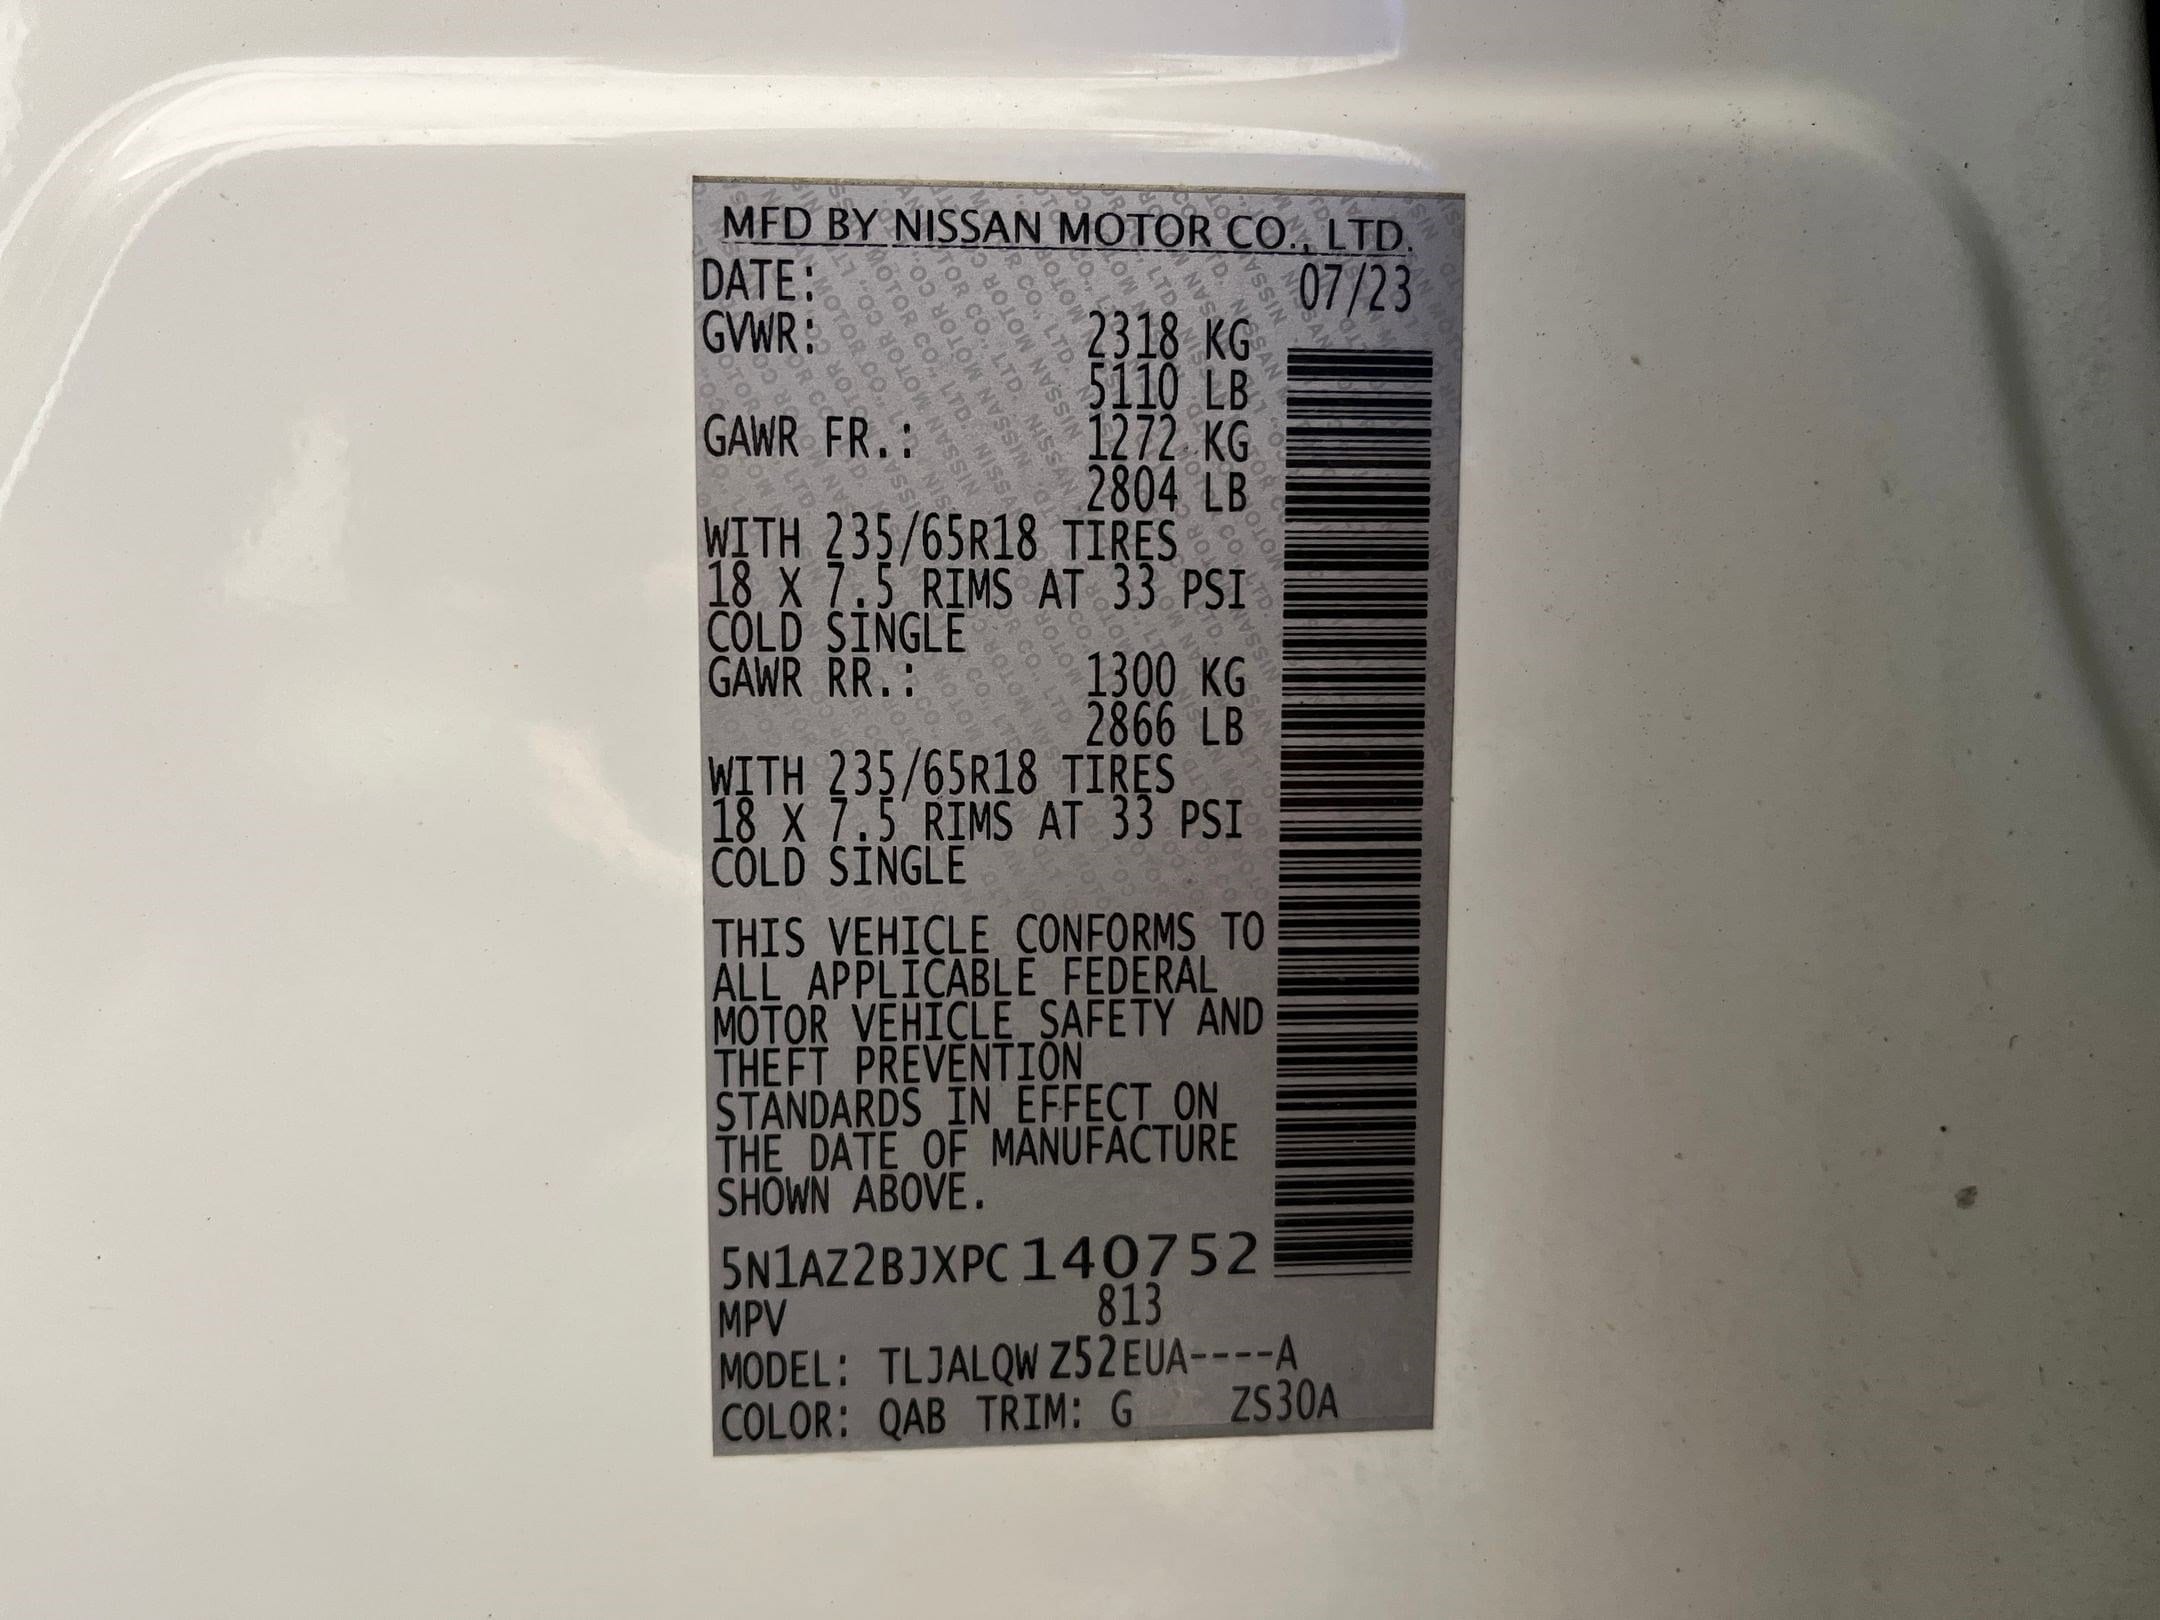 MFD BY NISSAN MOTOR CO., LTD.
DATE: 07/23
GVWR: 2318 KG
5110 LB
GAWR FR.: 1272 KG
2804 LB
WITH 235/65R18 TIRES
18 X 7.5 RIMS AT 33 PSI
COLD SINGLE
GAWR RR.: 1300 KG
2866 LB
WITH 235/65R18 TIRES
18 X 7.5 RIMS AT 33 PSI
COLD SINGLE
THIS VEHICLE CONFORMS TO
ALL APPLICABLE FEDERAL
MOTOR VEHICLE SAFETY AND
THEFT PREVENTION
STANDARDS IN EFFECT ON
THE DATE OF MANUFACTURE
SHOWN ABOVE.
5N1AZ2BJXPC140752
MPV 813
MODEL: TLJALQW Z52EUA----A
COLOR: QAB TRIM: G ZS30A